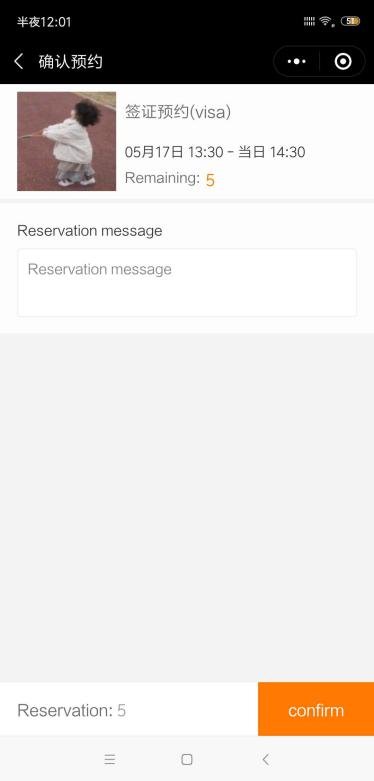 半夜12:01
51
确认预约
签证预约(visa)
05月17日 13:30 - 当日 14:30
Remaining: 5
Reservation message
Reservation message
Reservation: 5
confirm